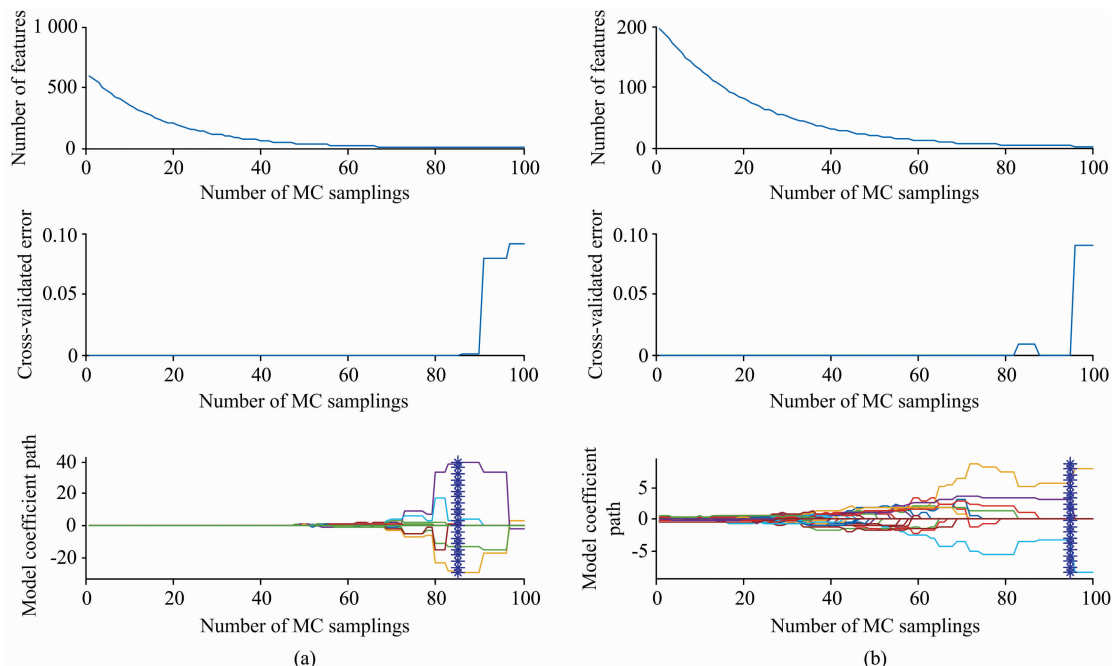 Number of features
1 000
500
0
0 20 40 60 80 100
Number of MC samplings
Cross-validated error
0.10
0.05
0
0 20 40 60 80 100
Number of MC samplings
Model coefficient path
40
20
0
-20
0 20 40 60 80 100
Number of MC samplings
(a)
Number of features
200
100
0
0 20 40 60 80 100
Number of MC samplings
Cross-validated error
0.10
0.05
0
0 20 40 60 80 100
Number of MC samplings
Model coefficient
path
5
0
-5
0 20 40 60 80 100
Number of MC samplings
(b)